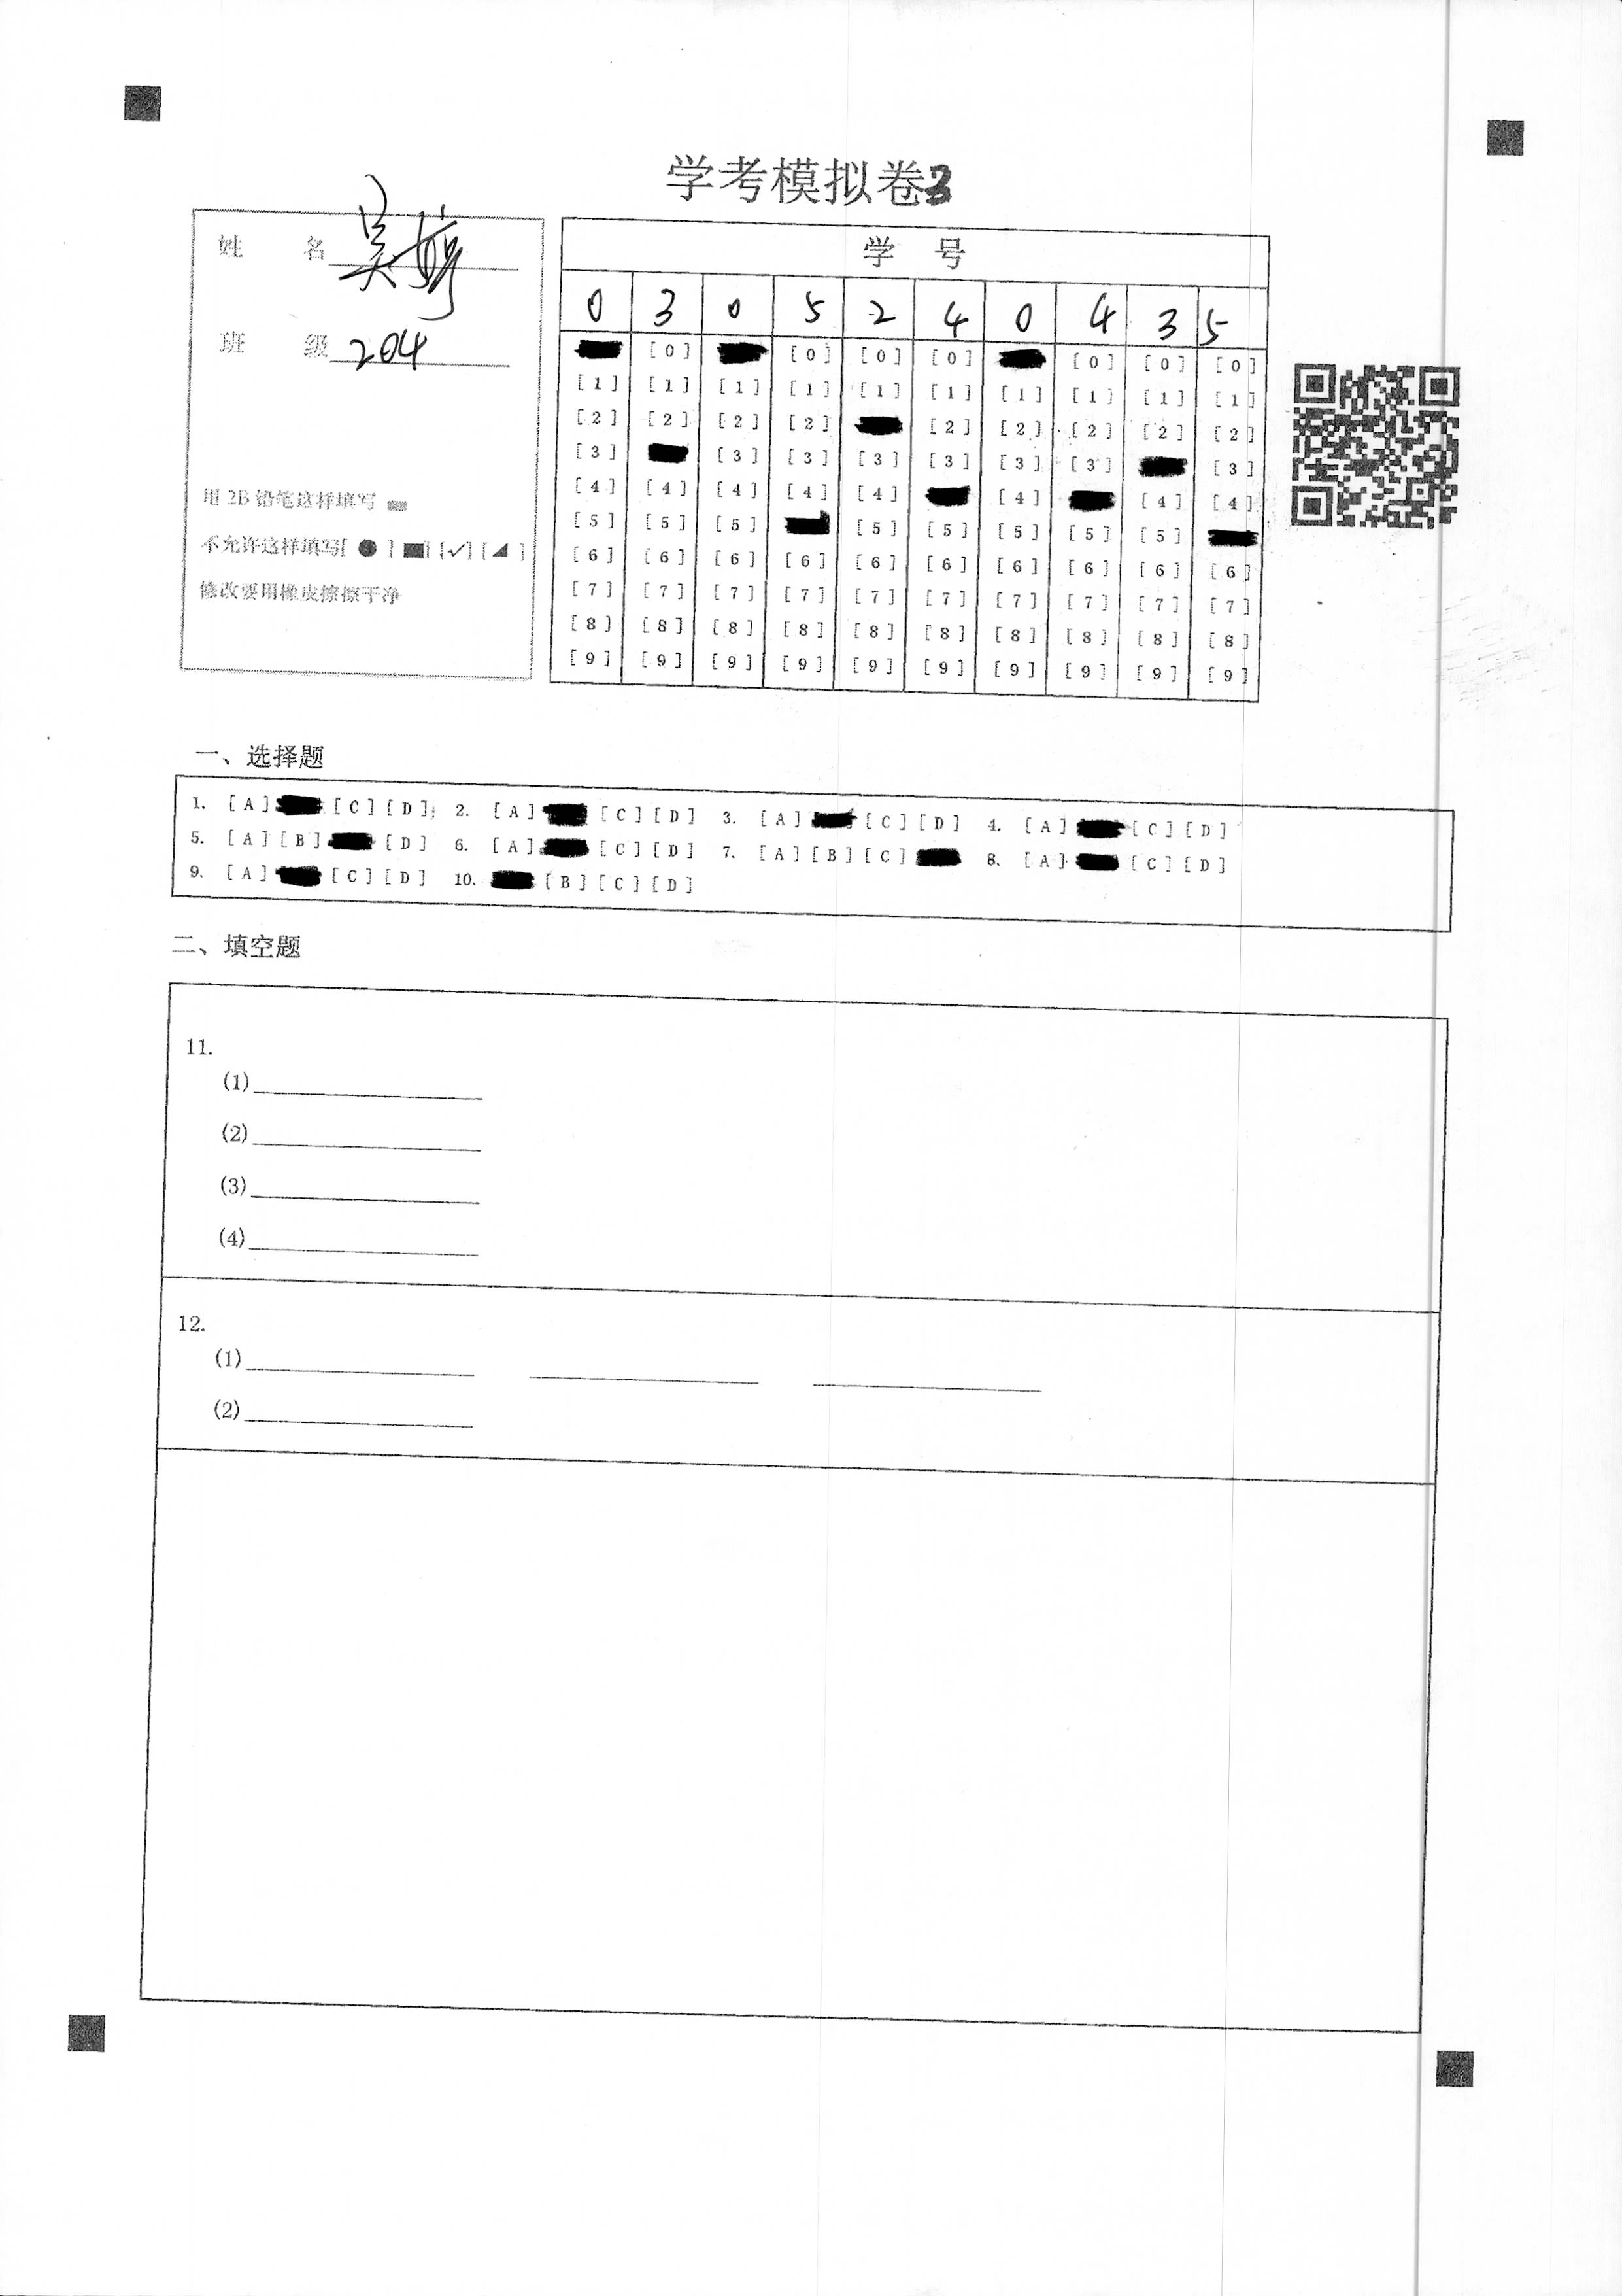 学考模拟卷3
姓 名 吴
班 级 204
用 2B 铅笔这样填写
不允许这样填写[ ● ] [■] [✓] [◢ ]
修改要用橡皮擦擦干净
学 号
0 3 0 5 2 4 0 4 3 5
[0] [0] [0] [0] [0] [0] [0]
[1] [1] [1] [1] [1] [1] [1] [1] [1] [1]
[2] [2] [2] [2] [2] [2] [2] [2] [2]
[3] [3] [3] [3] [3] [3] [3] [3]
[4] [4] [4] [4] [4] [4] [4] [4]
[5] [5] [5] [5] [5] [5] [5] [5]
[6] [6] [6] [6] [6] [6] [6] [6] [6] [6]
[7] [7] [7] [7] [7] [7] [7] [7] [7] [7]
[8] [8] [8] [8] [8] [8] [8] [8] [8] [8]
[9] [9] [9] [9] [9] [9] [9] [9] [9] [9]
一、选择题
1. [A] [C] [D] 2. [A] [C] [D] 3. [A] [C] [D] 4. [A] [C] [D]
5. [A] [B] [D] 6. [A] [C] [D] 7. [A] [B] [C] 8. [A] [C] [D]
9. [A] [C] [D] 10. [B] [C] [D]
二、填空题
11.
(1)
(2)
(3)
(4)
12.
(1)
(2)